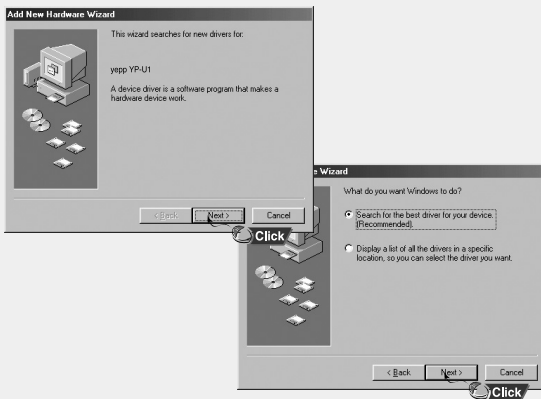 Add New Hardware Wizard
This wizard searches for new drivers for:
yepp YP-U1
A device driver is a software program that makes a
hardware device work.
< Back
Next >
Cancel
Click
e Wizard
What do you want Windows to do?
Search for the best driver for your device.
(Recommended).
Display a list of all the drivers in a specific
location, so you can select the driver you want.
< Back
Next >
Cancel
Click